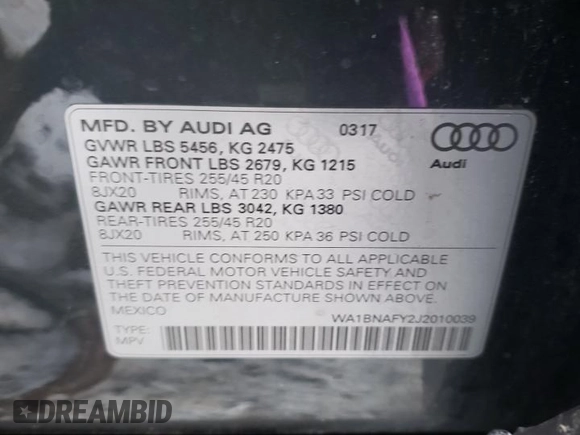 MFD. BY AUDI AG 0317
GVWR LBS 5456, KG 2475
GAWR FRONT LBS 2679, KG 1215
FRONT-TIRES 255/45 R20
8JX20 RIMS, AT 230 KPA 33 PSI COLD
GAWR REAR LBS 3042, KG 1380
REAR-TIRES 255/45 R20
8JX20 RIMS, AT 250 KPA 36 PSI COLD
Audi
THIS VEHICLE CONFORMS TO ALL APPLICABLE
U.S. FEDERAL MOTOR VEHICLE SAFETY AND
THEFT PREVENTION STANDARDS IN EFFECT ON
THE DATE OF MANUFACTURE SHOWN ABOVE.
MEXICO WA1BNAFY2J2010039
TYPE:
MPV
DREAMBID